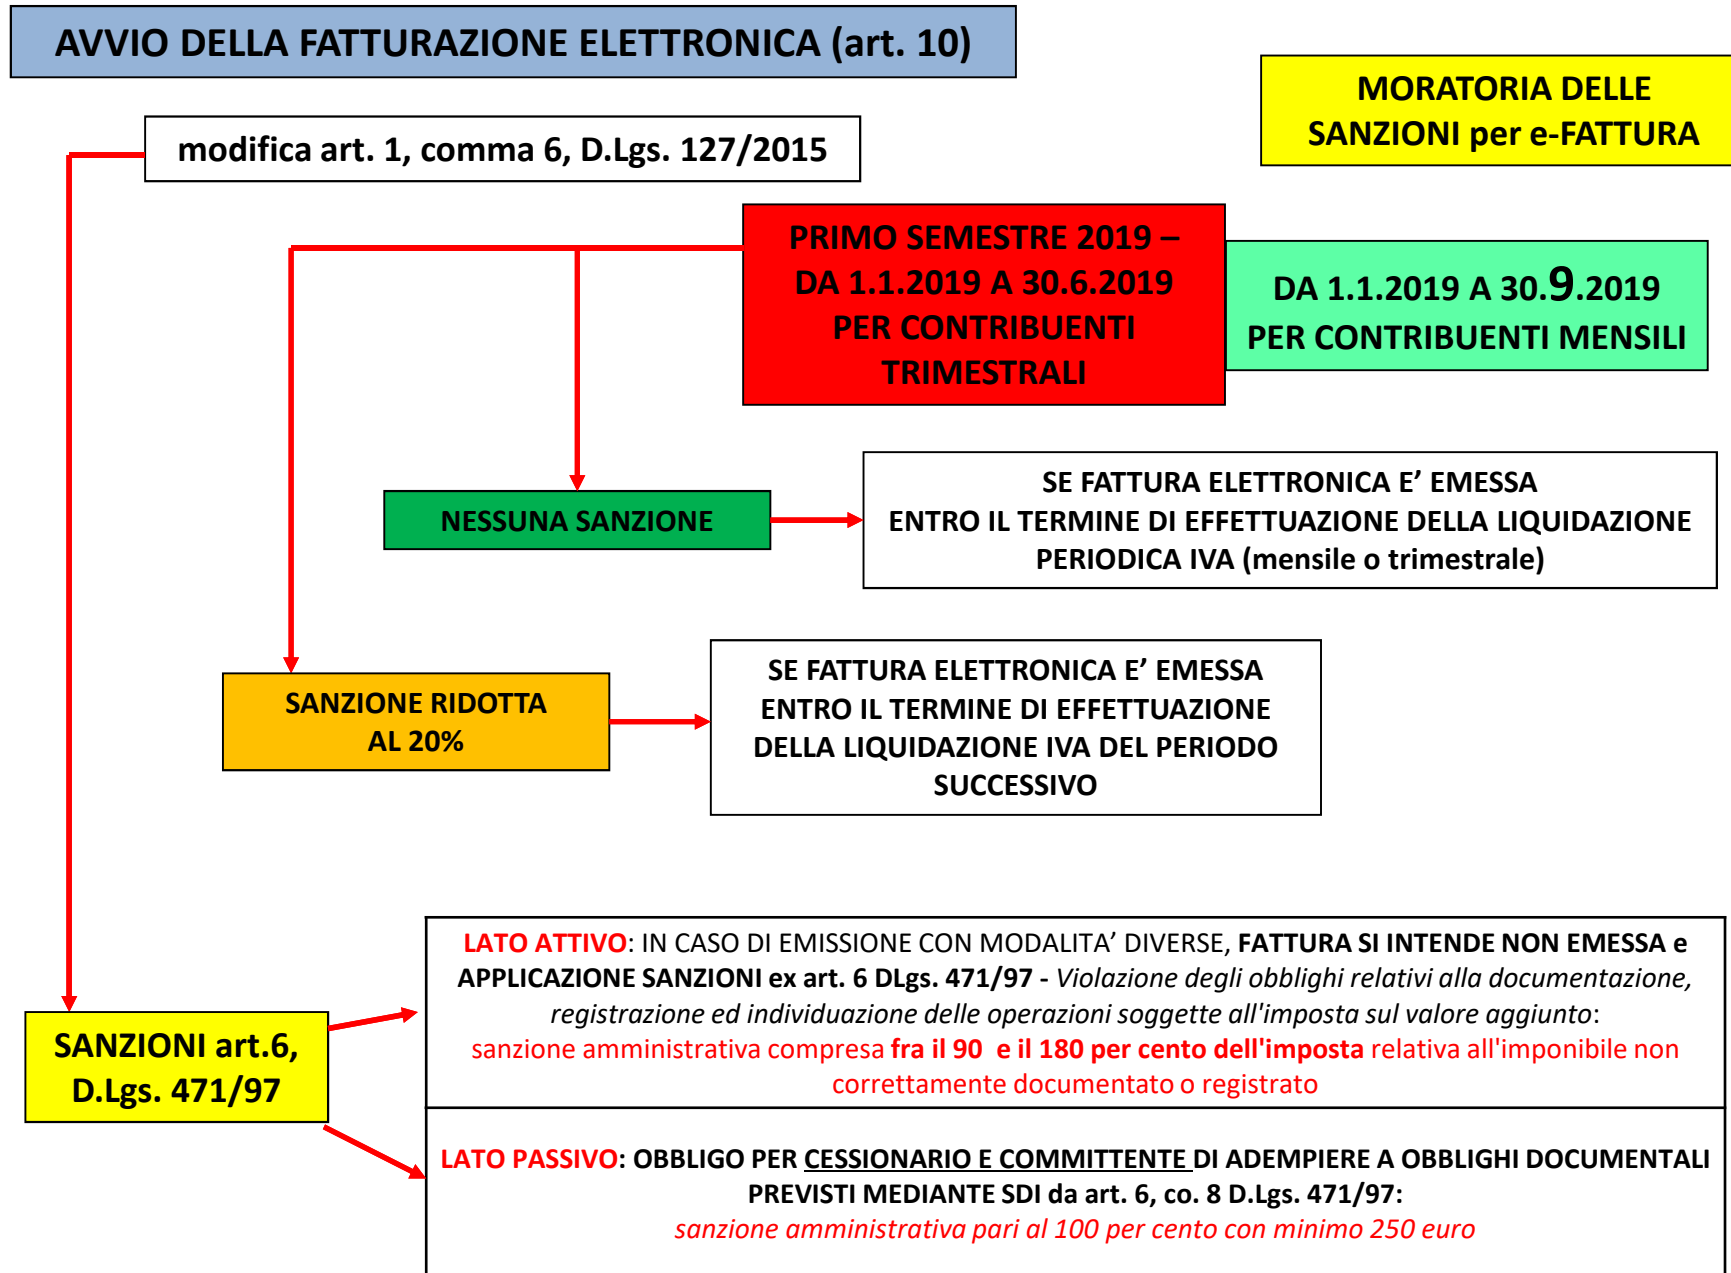 AVVIO DELLA FATTURAZIONE ELETTRONICA (art. 10)
MORATORIA DELLE
SANZIONI per e-FATTURA
modifica art. 1, comma 6, D.Lgs. 127/2015
PRIMO SEMESTRE 2019 –
DA 1.1.2019 A 30.6.2019
PER CONTRIBUENTI
TRIMESTRALI
DA 1.1.2019 A 30.9.2019
PER CONTRIBUENTI MENSILI
NESSUNA SANZIONE
SE FATTURA ELETTRONICA E’ EMESSA
ENTRO IL TERMINE DI EFFETTUAZIONE DELLA LIQUIDAZIONE
PERIODICA IVA (mensile o trimestrale)
SANZIONE RIDOTTA
AL 20%
SE FATTURA ELETTRONICA E’ EMESSA
ENTRO IL TERMINE DI EFFETTUAZIONE
DELLA LIQUIDAZIONE IVA DEL PERIODO
SUCCESSIVO
SANZIONI art.6,
D.Lgs. 471/97
LATO ATTIVO: IN CASO DI EMISSIONE CON MODALITA’ DIVERSE, FATTURA SI INTENDE NON EMESSA e
APPLICAZIONE SANZIONI ex art. 6 DLgs. 471/97 - Violazione degli obblighi relativi alla documentazione,
registrazione ed individuazione delle operazioni soggette all'imposta sul valore aggiunto:
sanzione amministrativa compresa fra il 90 e il 180 per cento dell'imposta relativa all'imponibile non
correttamente documentato o registrato
LATO PASSIVO: OBBLIGO PER CESSIONARIO E COMMITTENTE DI ADEMPIERE A OBBLIGHI DOCUMENTALI
PREVISTI MEDIANTE SDI da art. 6, co. 8 D.Lgs. 471/97:
sanzione amministrativa pari al 100 per cento con minimo 250 euro